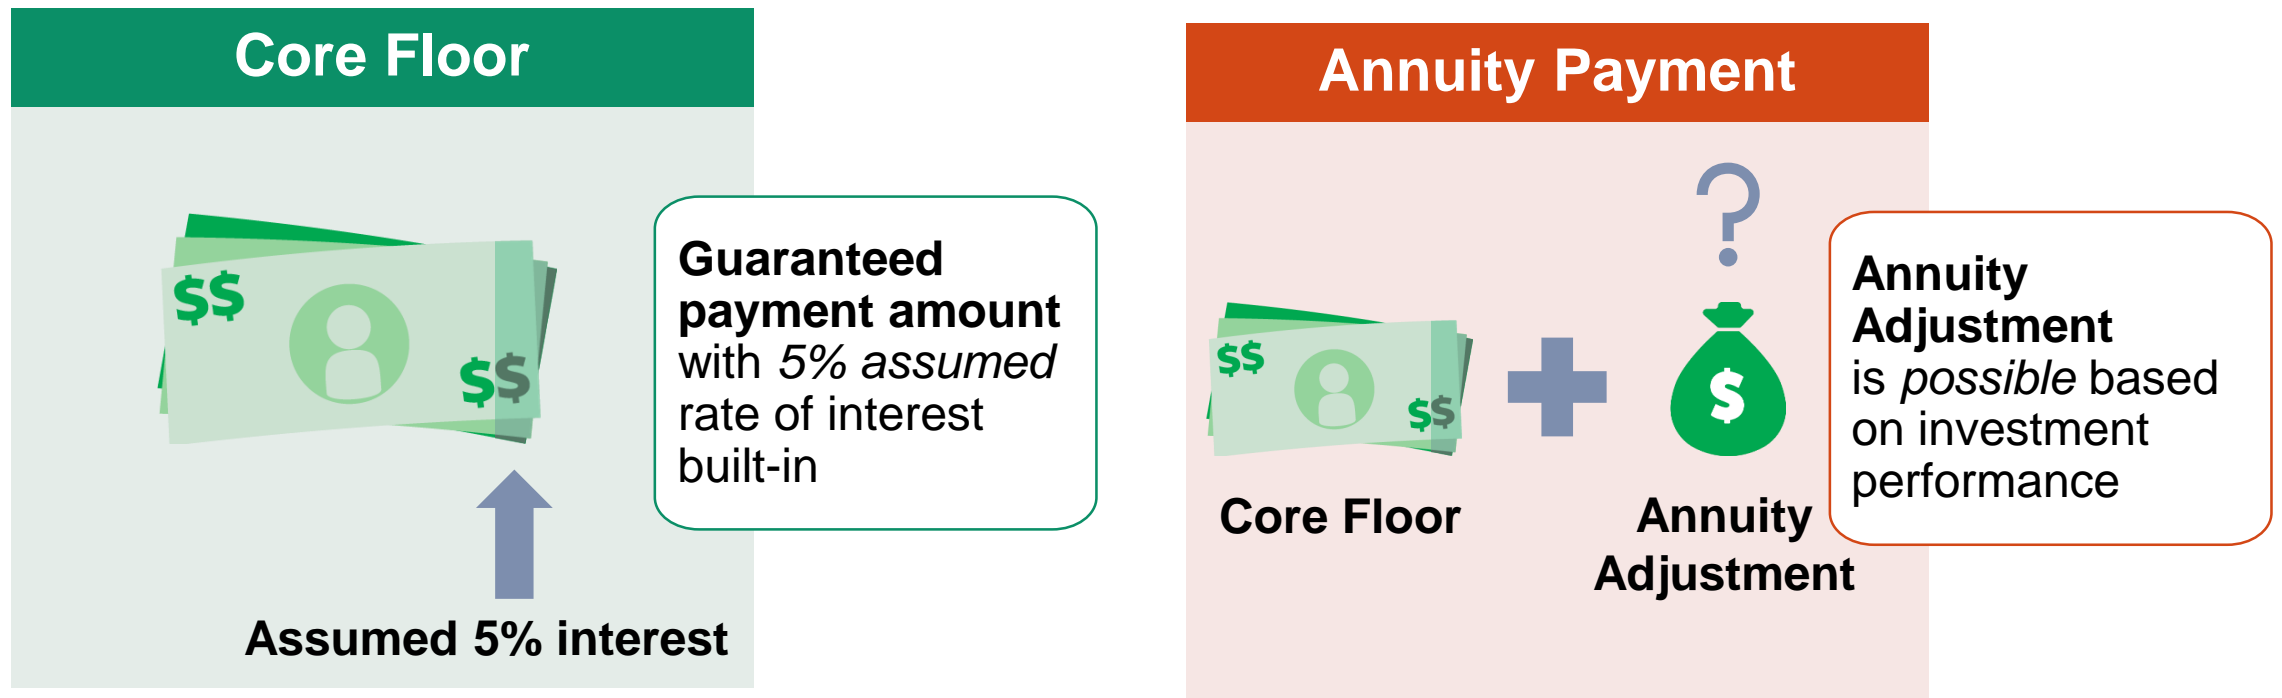 Core Floor
$$
$$
Guaranteed
payment amount
with 5% assumed
rate of interest
built-in
Assumed 5% interest
Annuity Payment
?
$$
$$
$
Core Floor
Annuity
Adjustment
Annuity
Adjustment
is possible based
on investment
performance